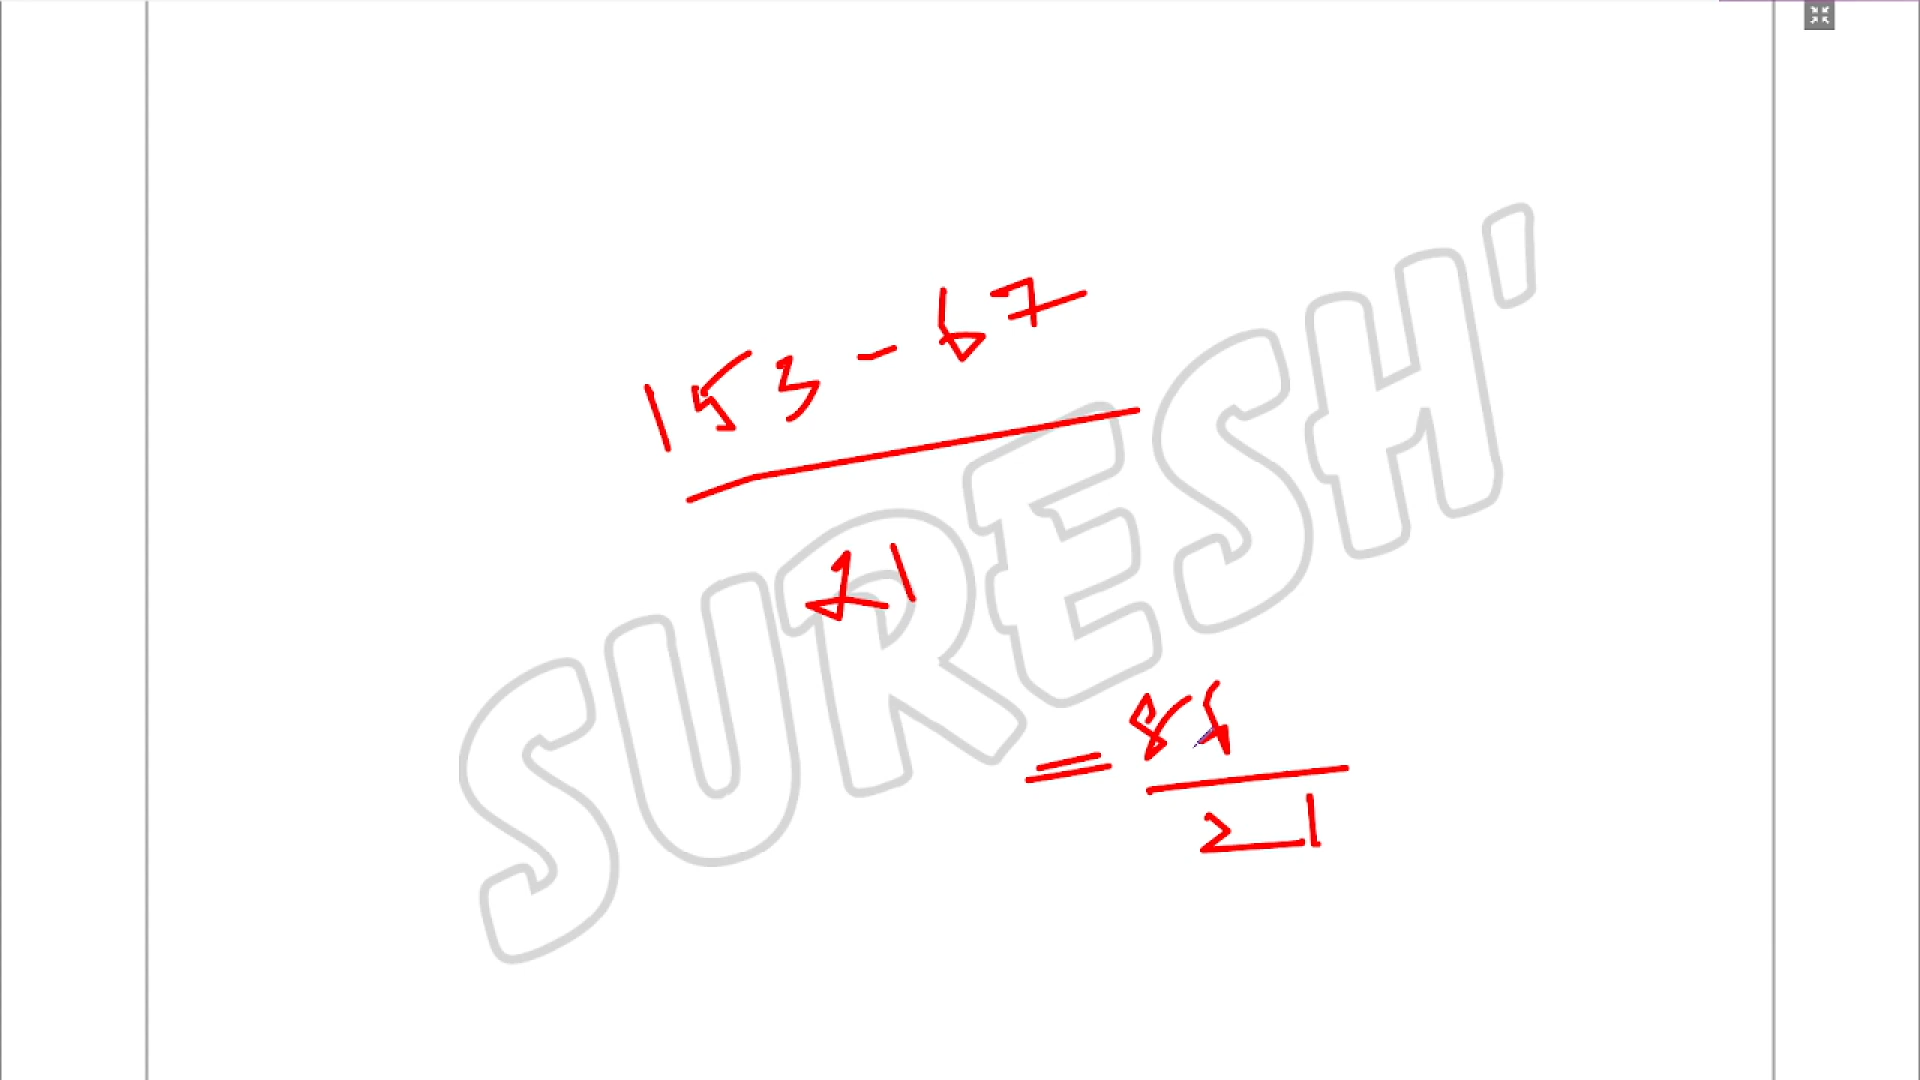 153 - 67
21
= 86
21
SURESH'